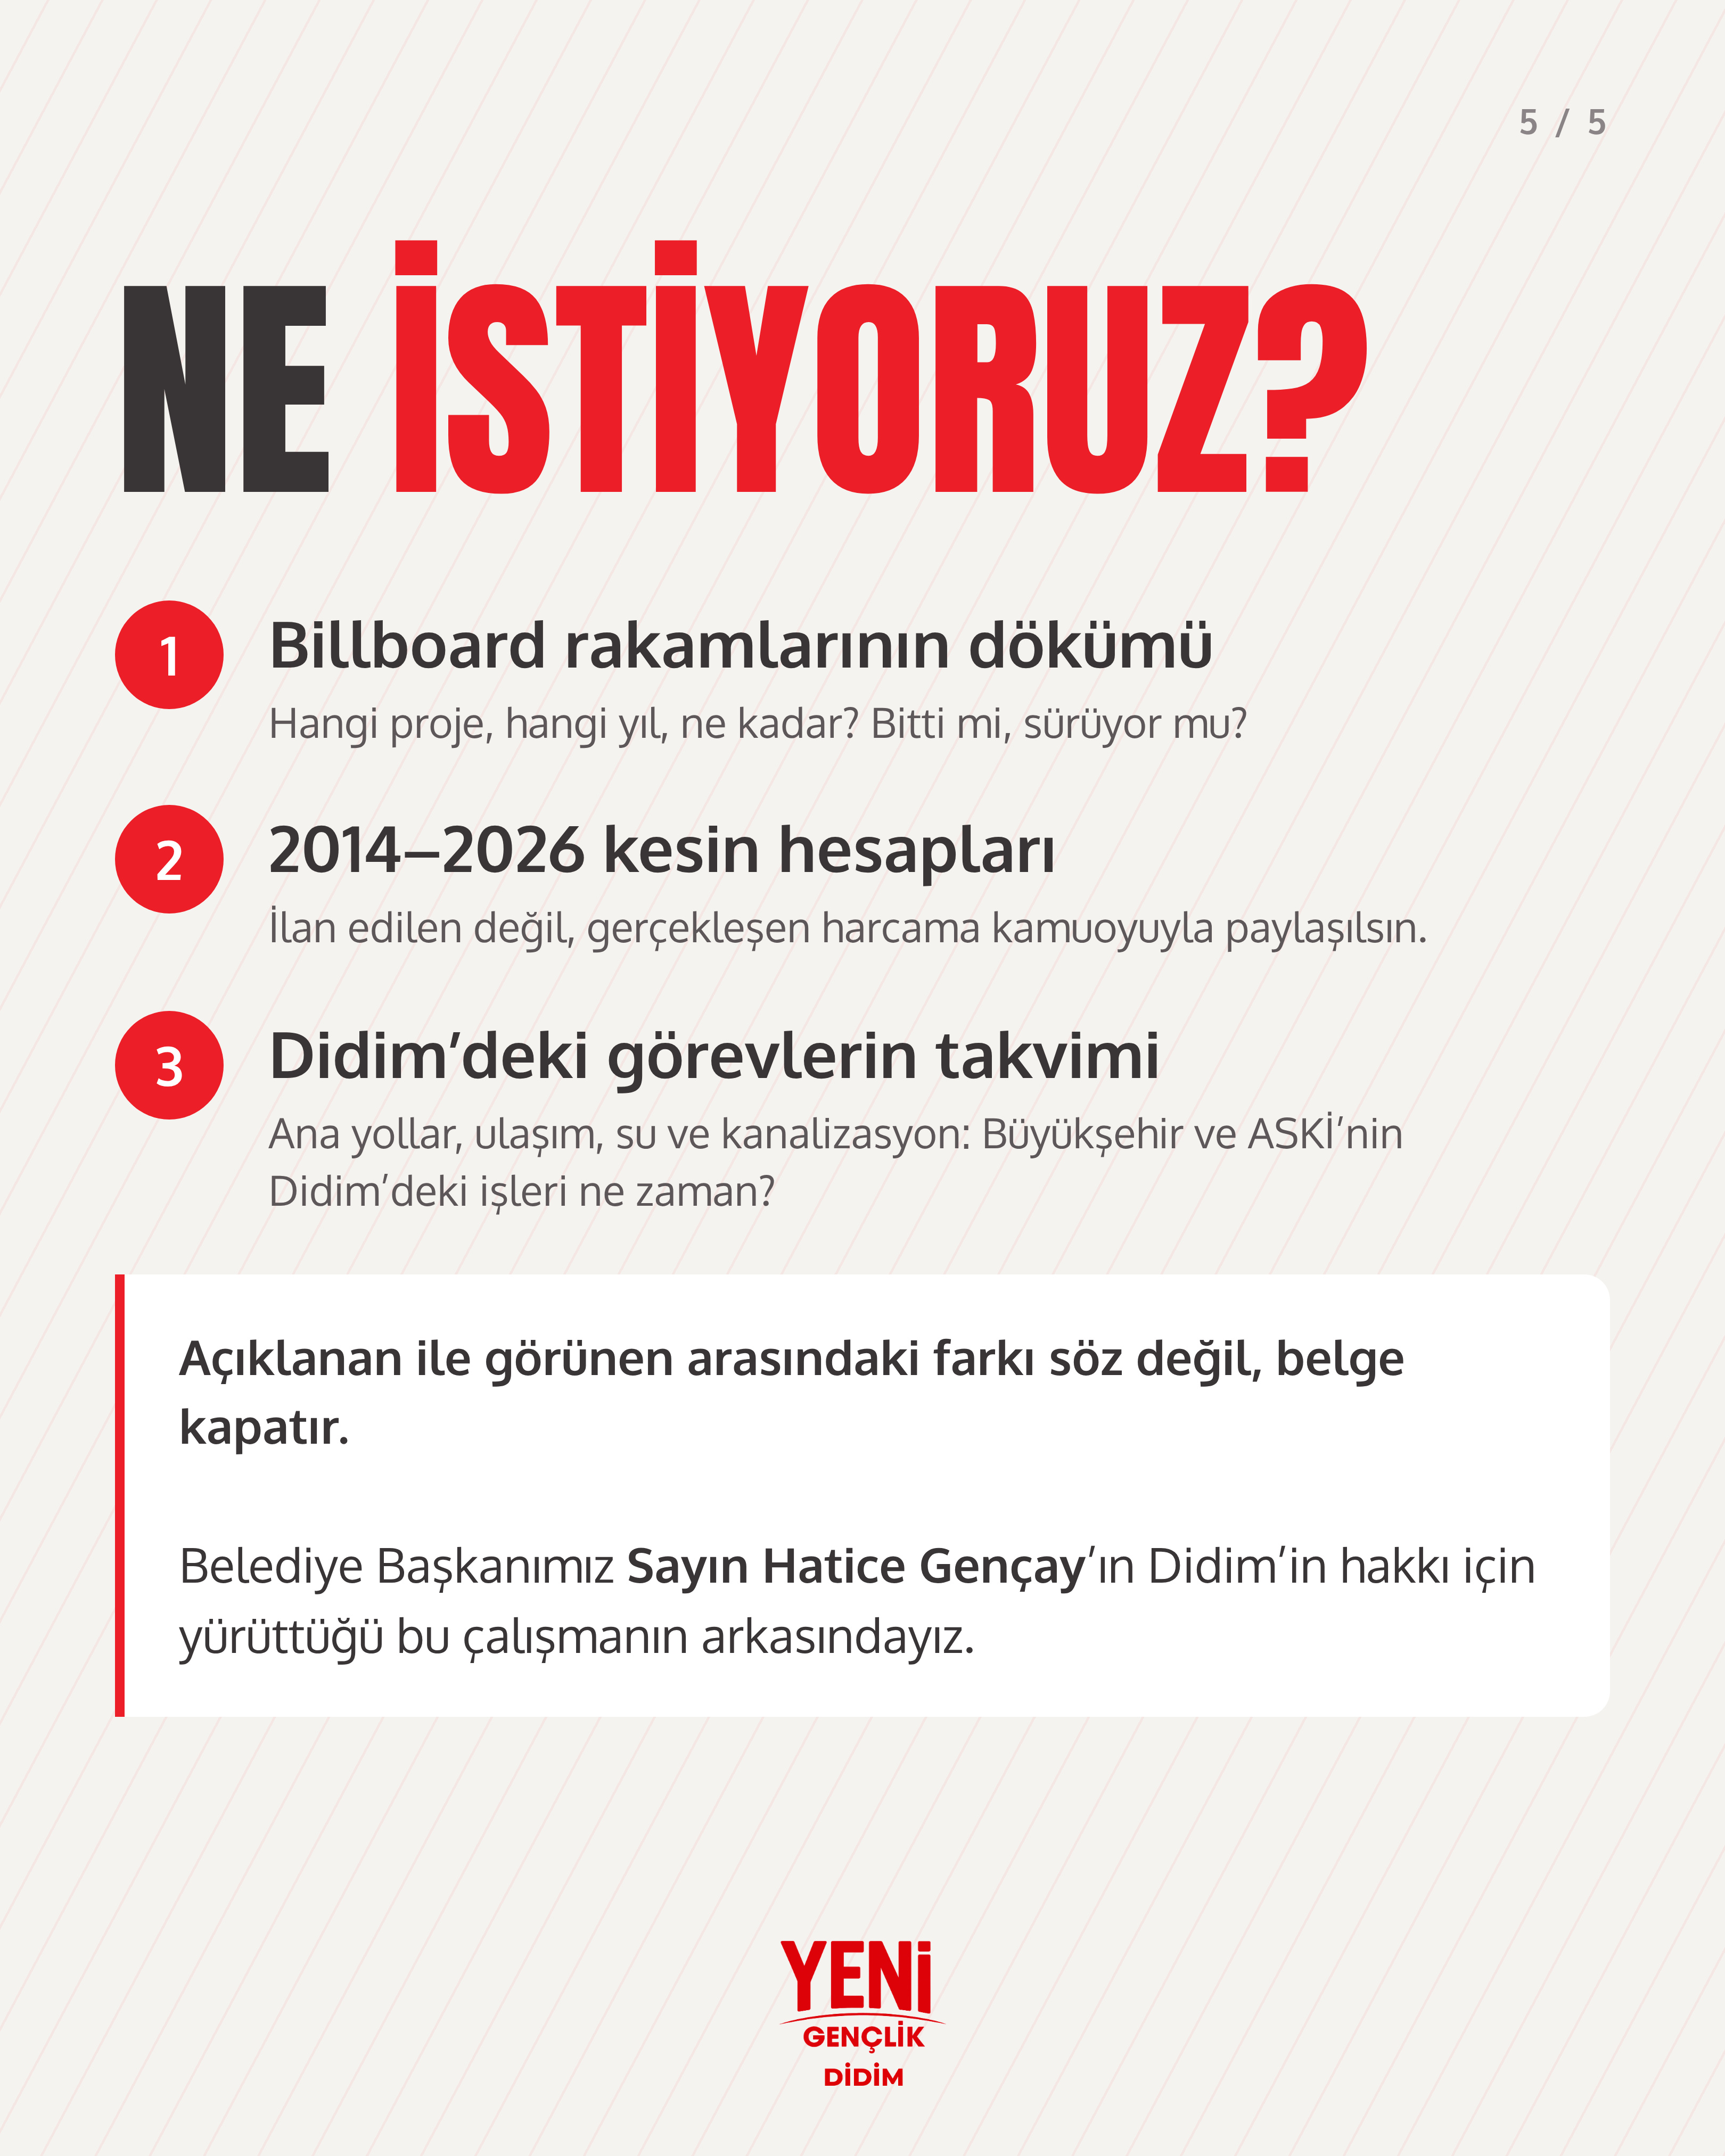 5 / 5
NE İSTİYORUZ?
1
Billboard rakamlarının dökümü
Hangi proje, hangi yıl, ne kadar? Bitti mi, sürüyor mu?
2
2014–2026 kesin hesapları
İlan edilen değil, gerçekleşen harcama kamuoyuyla paylaşılsın.
3
Didim’deki görevlerin takvimi
Ana yollar, ulaşım, su ve kanalizasyon: Büyükşehir ve ASKİ’nin
Didim’deki işleri ne zaman?
Açıklanan ile görünen arasındaki farkı söz değil, belge
kapatır.
Belediye Başkanımız Sayın Hatice Gençay’ın Didim’in hakkı için
yürüttüğü bu çalışmanın arkasındayız.
YENİ
GENÇLİK
DİDİM